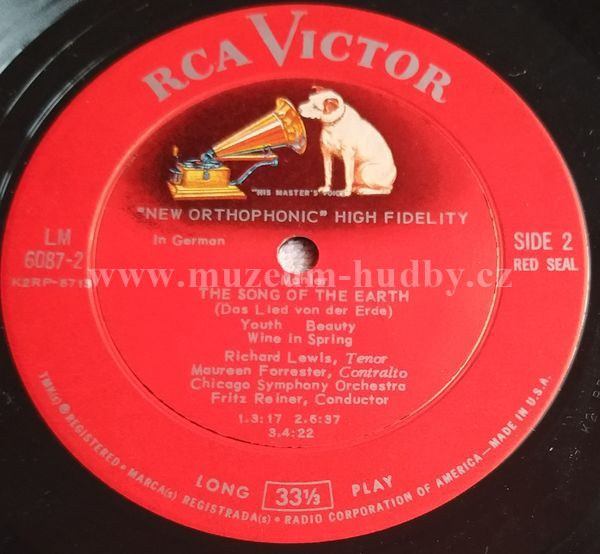 RCA VICTOR
"HIS MASTER'S VOICE"
"NEW ORTHOPHONIC" HIGH FIDELITY
LM
6087-2
In German
SIDE 2
RED SEAL
www.muzeum-hudby.cz
Mahler
THE SONG OF THE EARTH
(Das Lied von der Erde)
Youth Beauty
Wine in Spring
Richard Lewis, Tenor
Maureen Forrester, Contralto
Chicago Symphony Orchestra
Fritz Reiner, Conductor
1. 3:17 2. 6:37
3. 4:22
LONG 33⅓ PLAY
TMK(s) ® REGISTERED • MARCA(s) REGISTRADA(s) • RADIO CORPORATION OF AMERICA—MADE IN U.S.A.